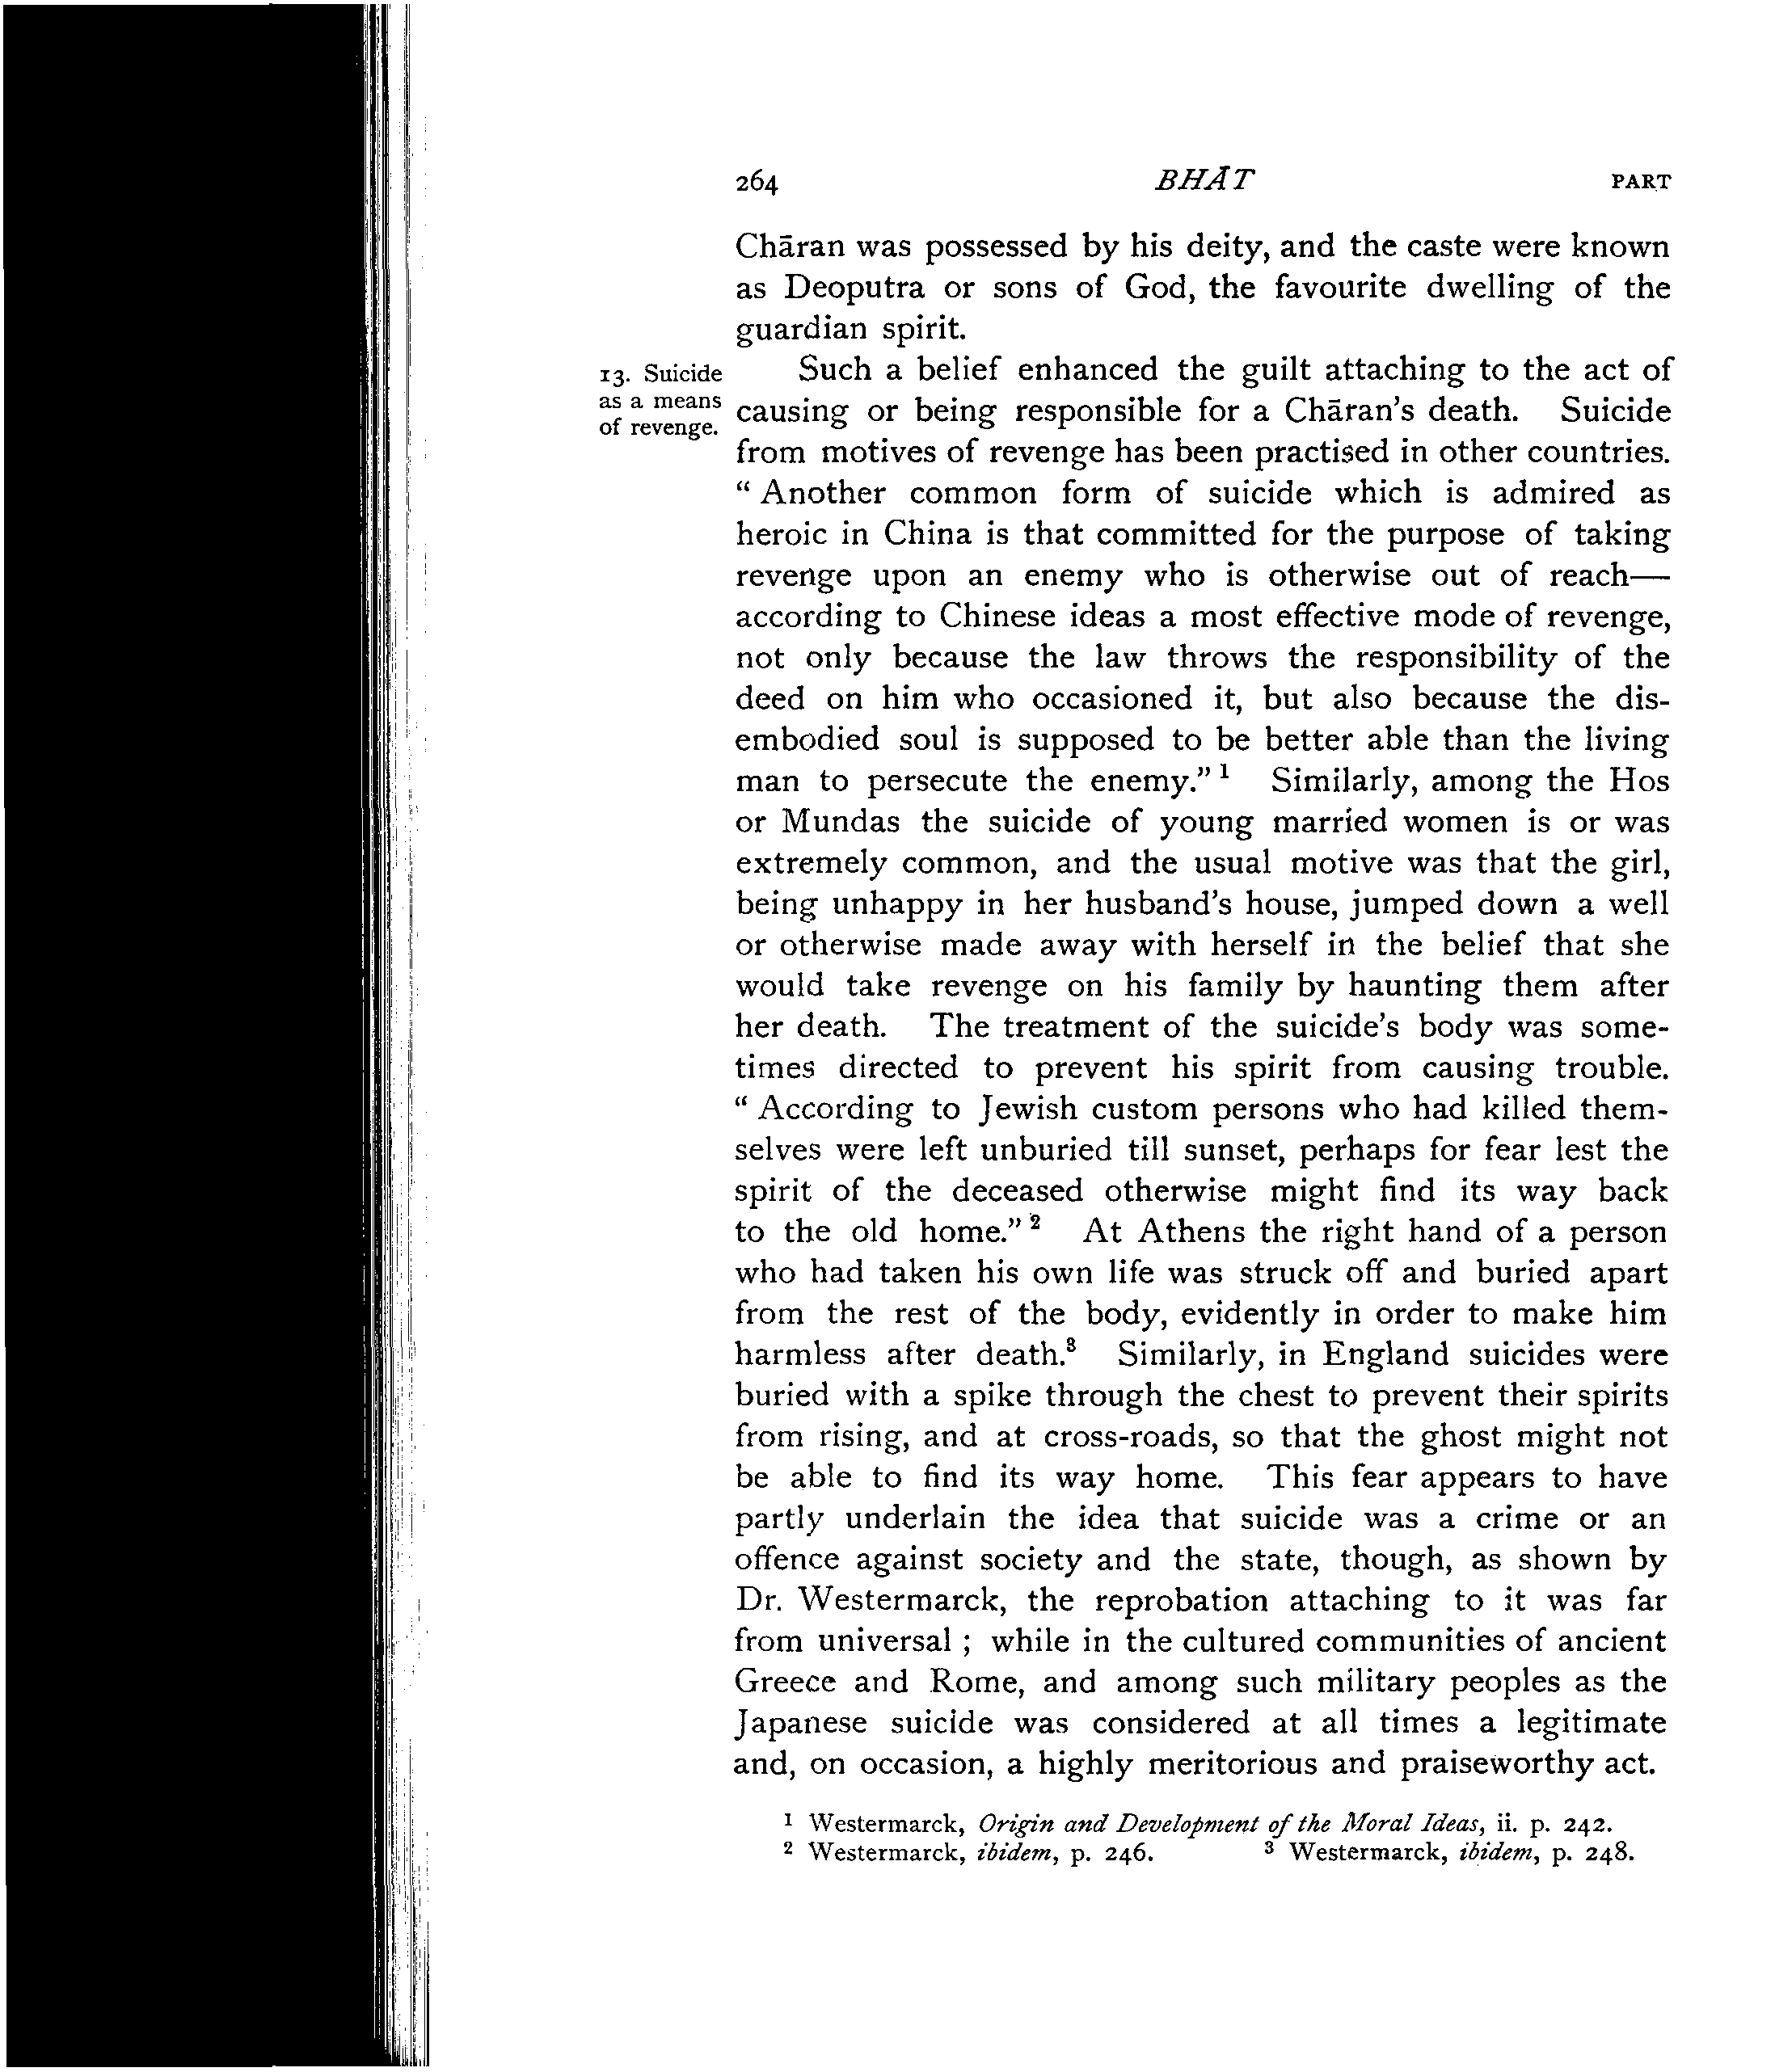 264 BHĀT PART
Chāran was possessed by his deity, and the caste were known
as Deoputra or sons of God, the favourite dwelling of the
guardian spirit.
13. Suicide
as a means
of revenge.
Such a belief enhanced the guilt attaching to the act of
causing or being responsible for a Chāran's death. Suicide
from motives of revenge has been practised in other countries.
“ Another common form of suicide which is admired as
heroic in China is that committed for the purpose of taking
revenge upon an enemy who is otherwise out of reach—
according to Chinese ideas a most effective mode of revenge,
not only because the law throws the responsibility of the
deed on him who occasioned it, but also because the dis-
embodied soul is supposed to be better able than the living
man to persecute the enemy.” 1 Similarly, among the Hos
or Mundas the suicide of young married women is or was
extremely common, and the usual motive was that the girl,
being unhappy in her husband's house, jumped down a well
or otherwise made away with herself in the belief that she
would take revenge on his family by haunting them after
her death. The treatment of the suicide's body was some-
times directed to prevent his spirit from causing trouble.
“ According to Jewish custom persons who had killed them-
selves were left unburied till sunset, perhaps for fear lest the
spirit of the deceased otherwise might find its way back
to the old home.” 2 At Athens the right hand of a person
who had taken his own life was struck off and buried apart
from the rest of the body, evidently in order to make him
harmless after death.3 Similarly, in England suicides were
buried with a spike through the chest to prevent their spirits
from rising, and at cross-roads, so that the ghost might not
be able to find its way home. This fear appears to have
partly underlain the idea that suicide was a crime or an
offence against society and the state, though, as shown by
Dr. Westermarck, the reprobation attaching to it was far
from universal ; while in the cultured communities of ancient
Greece and Rome, and among such military peoples as the
Japanese suicide was considered at all times a legitimate
and, on occasion, a highly meritorious and praiseworthy act.
1 Westermarck, Origin and Development of the Moral Ideas, ii. p. 242.
2 Westermarck, ibidem, p. 246. 3 Westermarck, ibidem, p. 248.